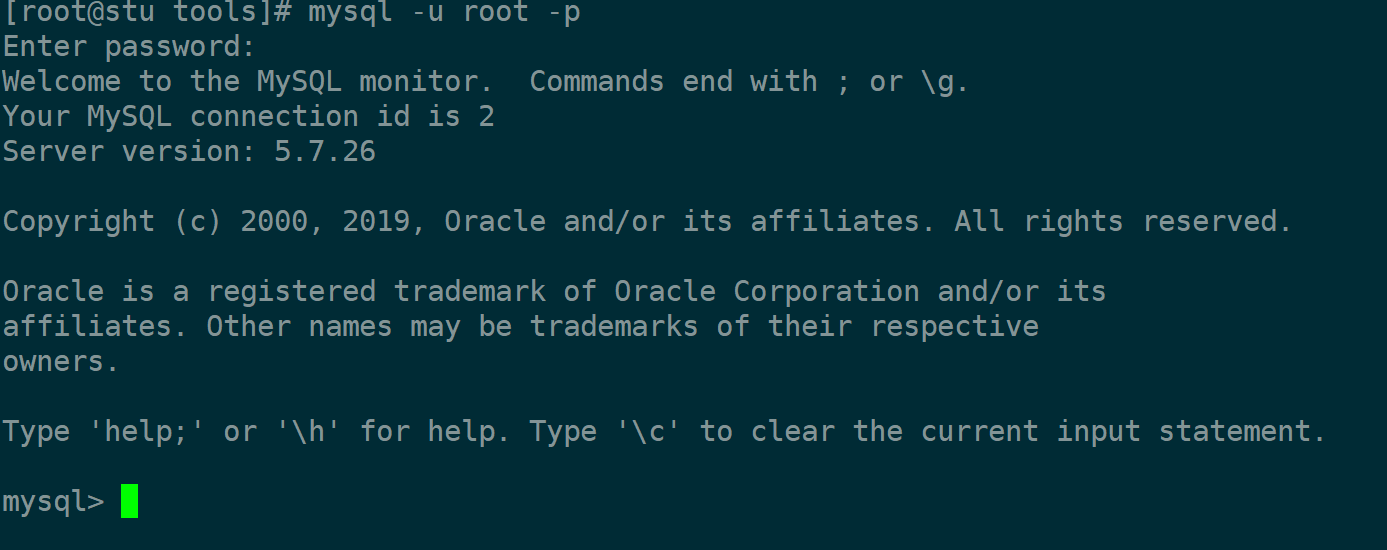 [root@stu tools]# mysql -u root -p
Enter password:
Welcome to the MySQL monitor.  Commands end with ; or \g.
Your MySQL connection id is 2
Server version: 5.7.26
Copyright (c) 2000, 2019, Oracle and/or its affiliates. All rights reserved.
Oracle is a registered trademark of Oracle Corporation and/or its
affiliates. Other names may be trademarks of their respective
owners.
Type 'help;' or '\h' for help. Type '\c' to clear the current input statement.
mysql>